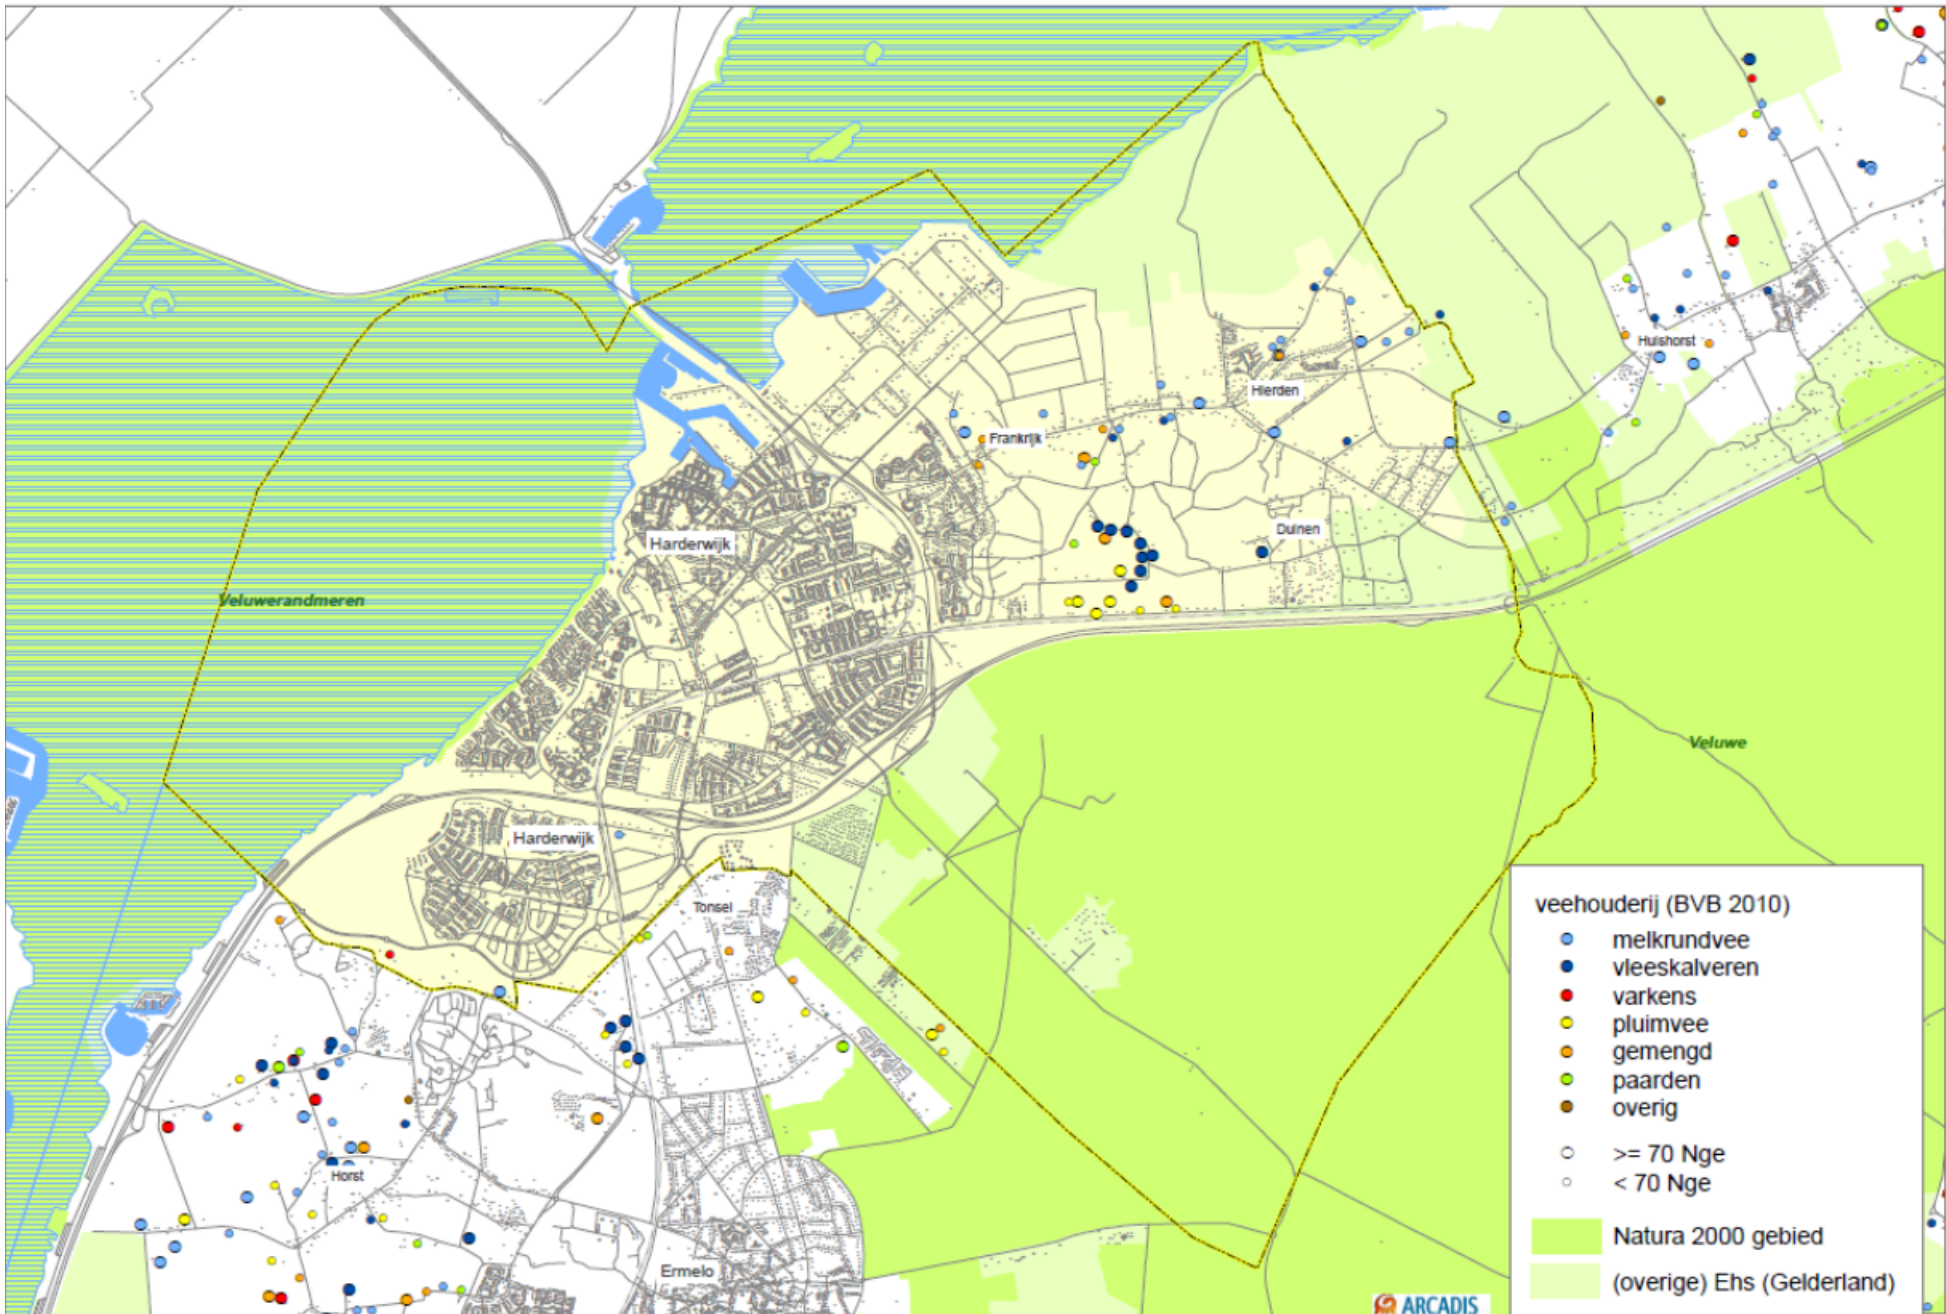 Hulshorst
Hierden
Frankrijk
Duinen
Harderwijk
Veluwerandmeren
Veluwe
Harderwijk
Tonsel
Horst
Ermelo
veehouderij (BVB 2010)
melkrundvee
vleeskalveren
varkens
pluimvee
gemengd
paarden
overig
>= 70 Nge
< 70 Nge
Natura 2000 gebied
(overige) Ehs (Gelderland)
ARCADIS